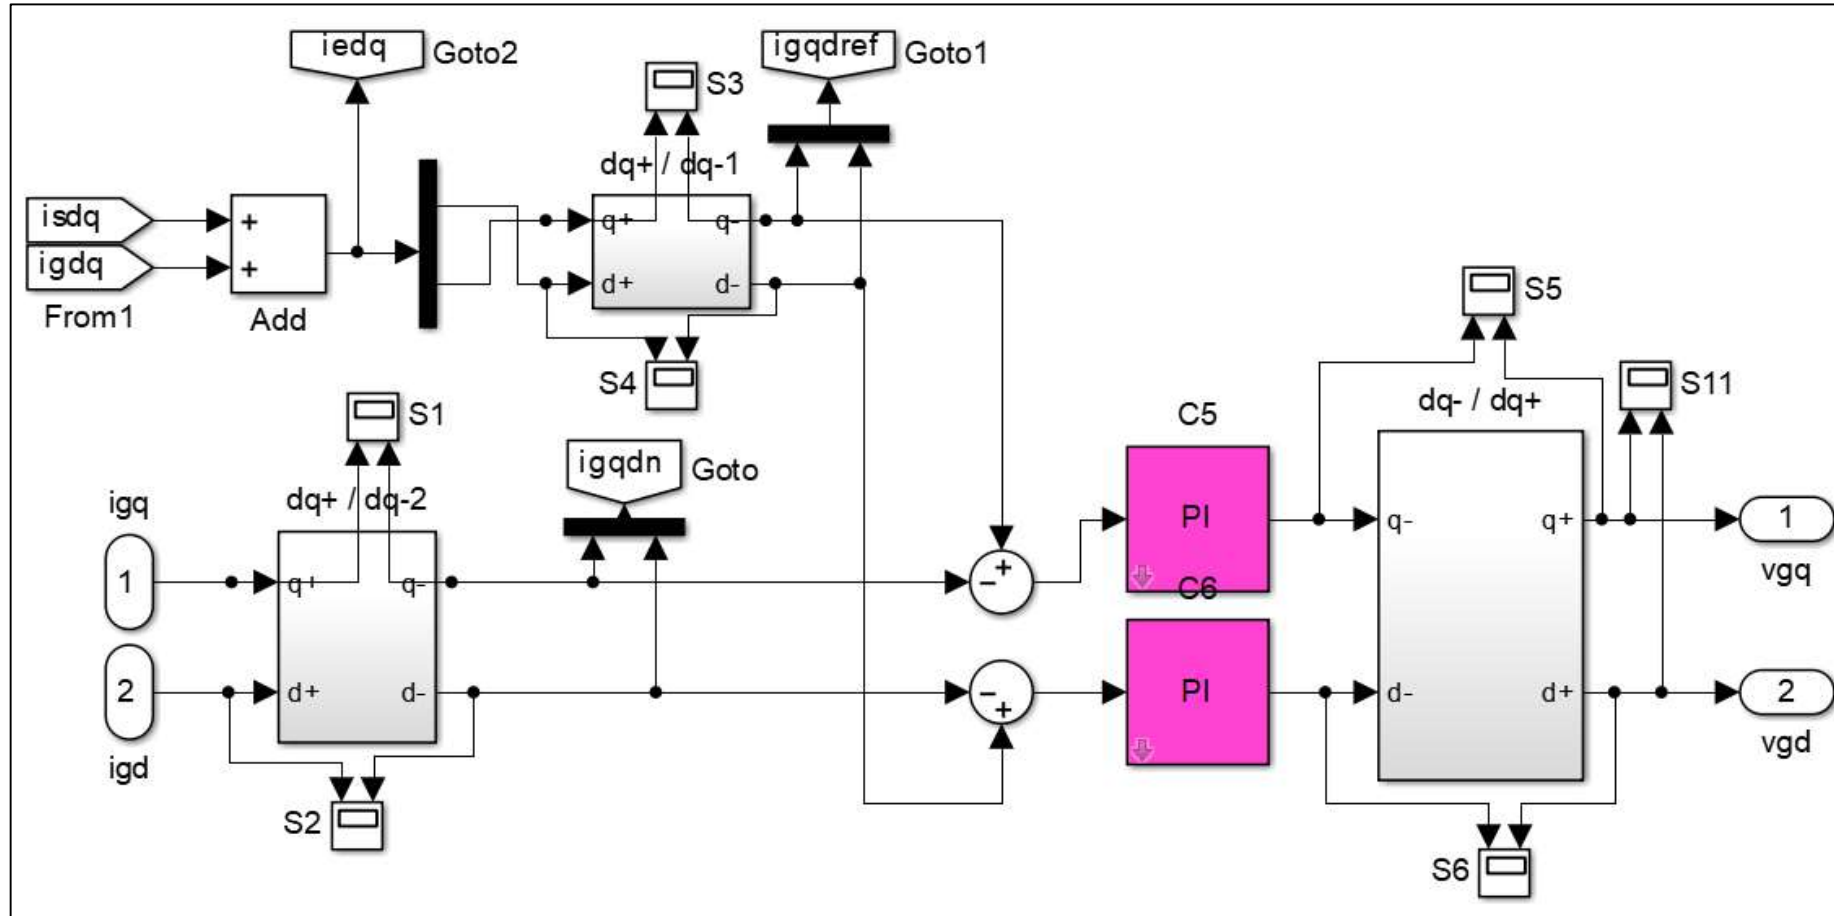 iedq
Goto2
igqdref
Goto1
S3
dq+ / dq-1
isdq
+
q+
q-
igdq
+
d+
d-
From1
Add
S5
S4
S11
S1
C5
dq- / dq+
igqdn
Goto
igq
dq+ / dq-2
PI
q-
q+
1
vgq
1
q+
q-
-
+
C6
2
d+
d-
-
+
PI
d-
d+
2
vgd
igd
S2
S6